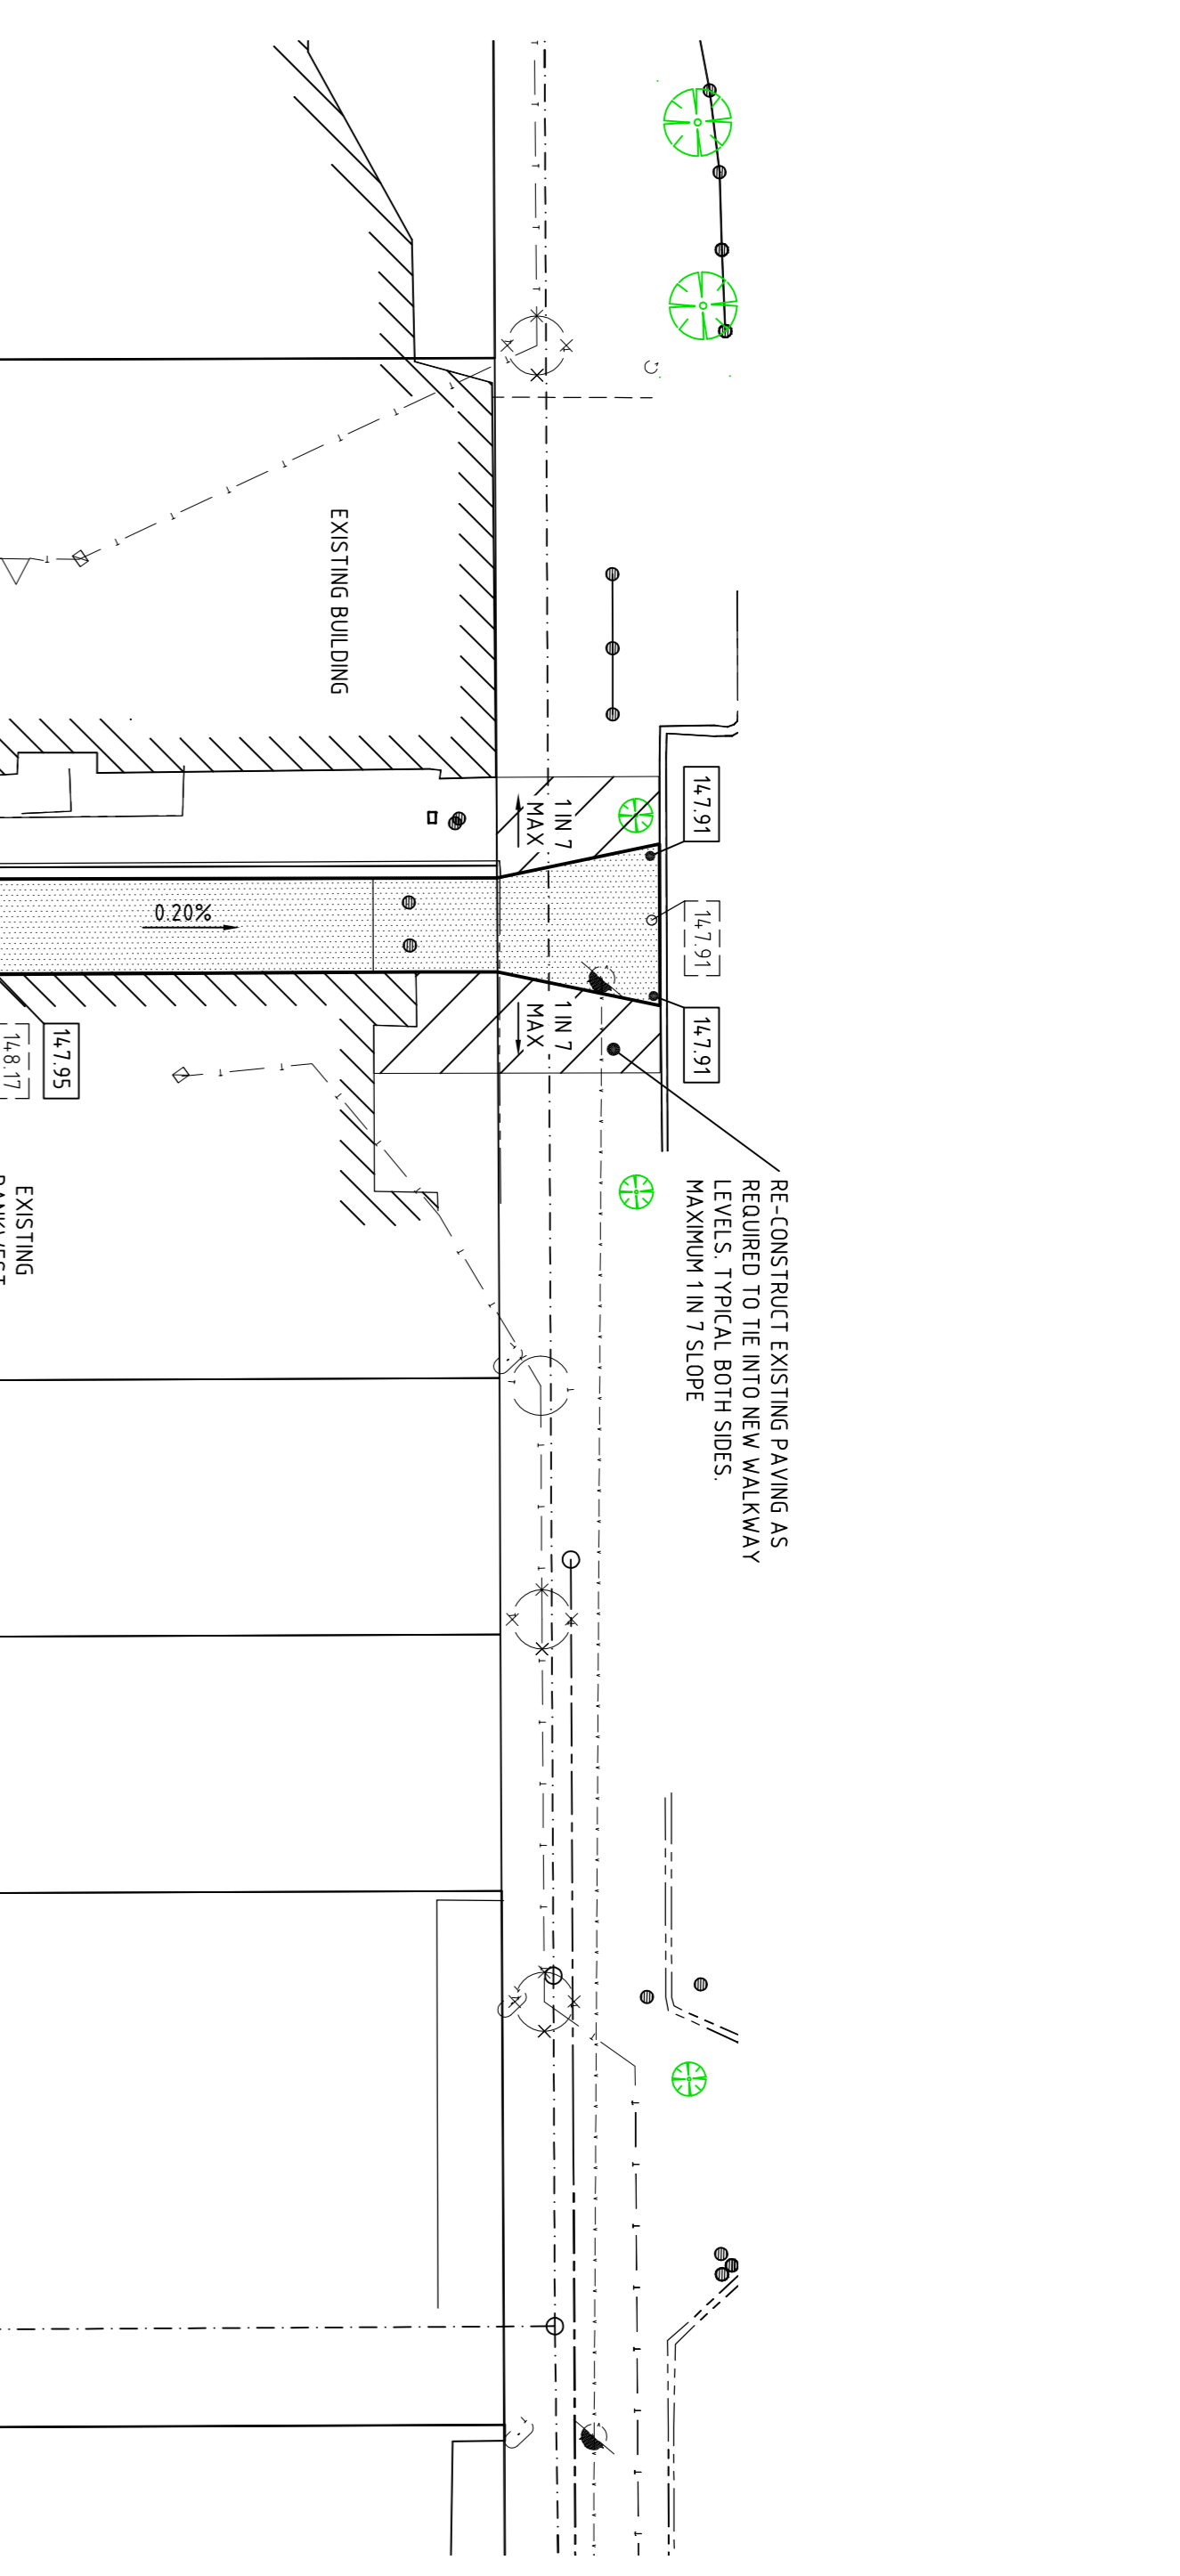 EXISTING BUILDING
147.91
1 IN 7
MAX
147.91
0.20%
147.91
1 IN 7
MAX
147.95
148.17
RE-CONSTRUCT EXISTING PAVING AS
REQUIRED TO TIE INTO NEW WALKWAY
LEVELS. TYPICAL BOTH SIDES.
MAXIMUM 1 IN 7 SLOPE
EXISTING